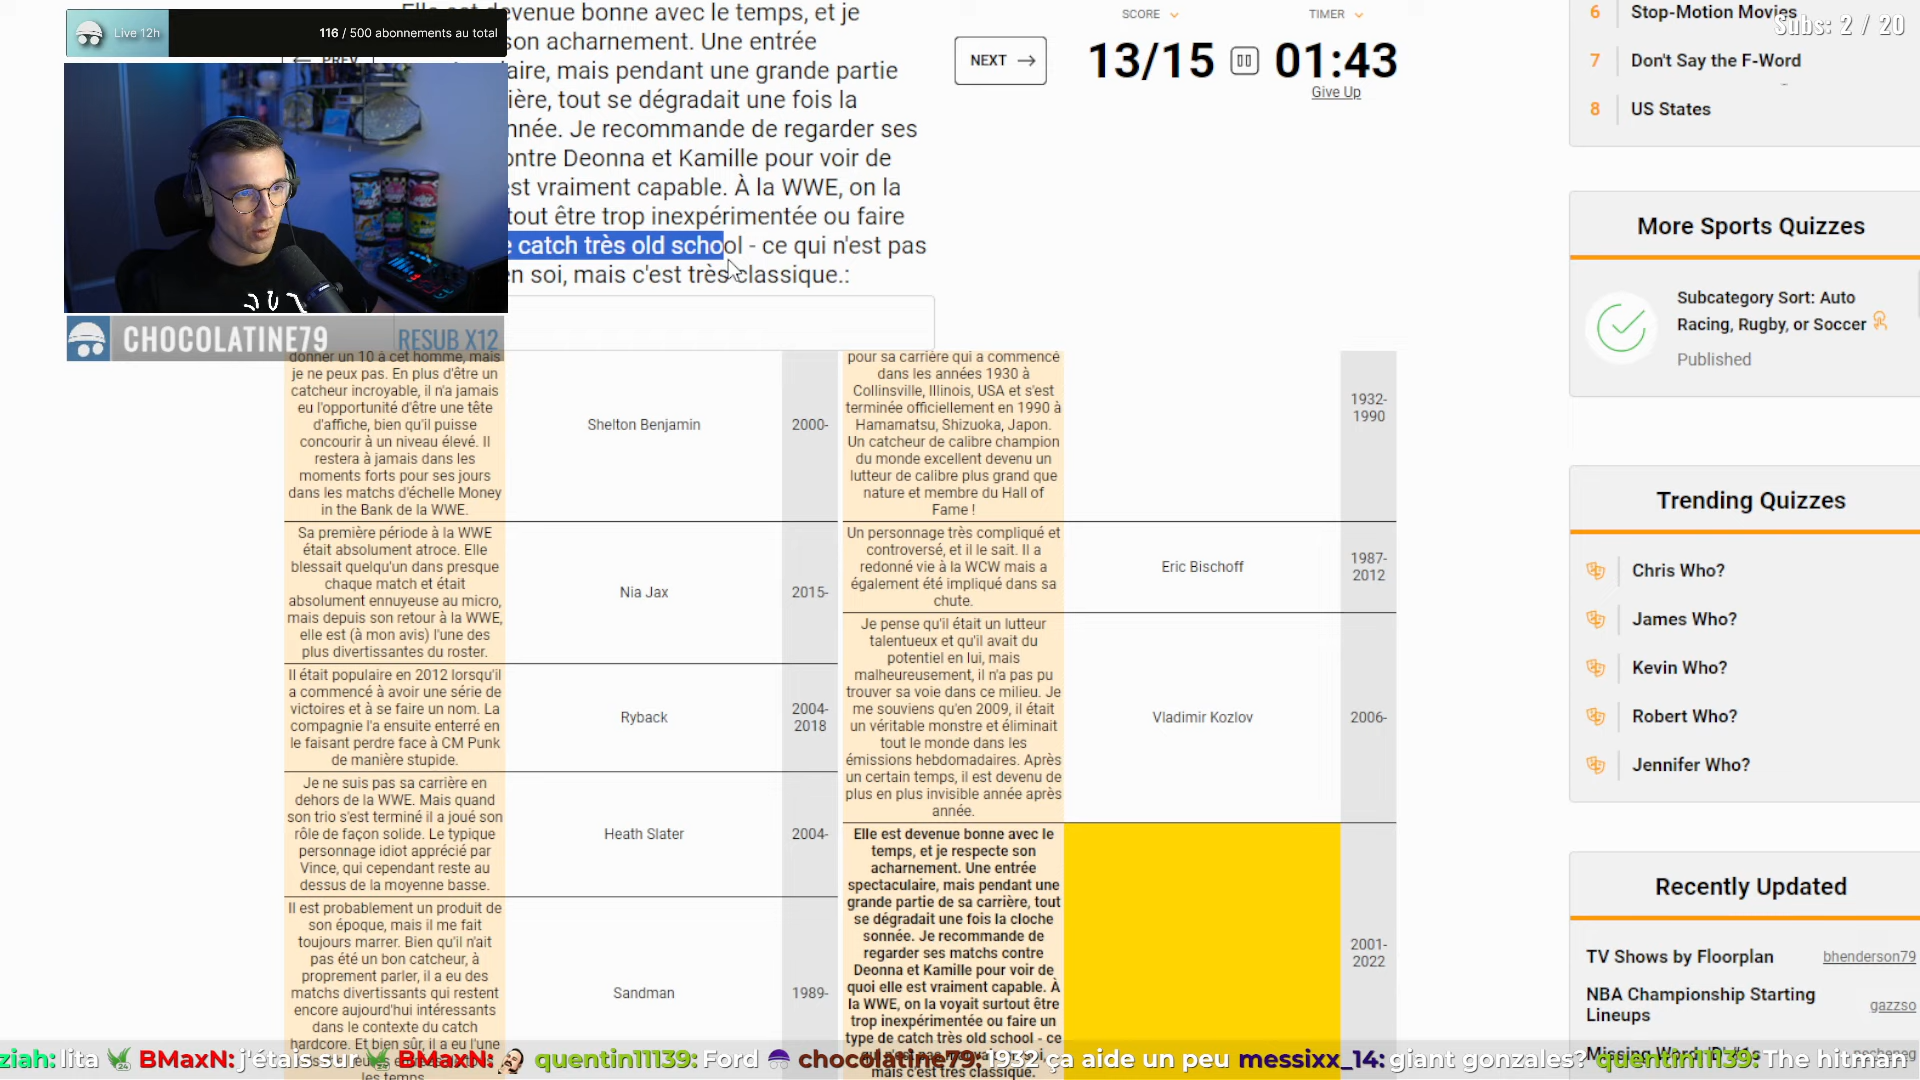 Live 12h
116 / 500 abonnements au total
PREV
Elle est devenue bonne avec le temps, et je
son acharnement. Une entrée
aire, mais pendant une grande partie
ière, tout se dégradait une fois la
nnée. Je recommande de regarder ses
ontre Deonna et Kamille pour voir de
st vraiment capable. À la WWE, on la
tout être trop inexpérimentée ou faire
e catch très old school - ce qui n'est pas
en soi, mais c'est très classique.:
NEXT
SCORE
TIMER
13/15
01:43
Give Up
CHOCOLATINE79
RESUB X12
donner un 10 à cet homme, mais
je ne peux pas. En plus d'être un
catcheur incroyable, il n'a jamais
eu l'opportunité d'être une tête
d'affiche, bien qu'il puisse
concourir à un niveau élevé. Il
restera à jamais dans les
moments forts pour ses jours
dans les matchs d'échelle Money
in the Bank de la WWE.
Shelton Benjamin
2000-
Sa première période à la WWE
était absolument atroce. Elle
blessait quelqu'un dans presque
chaque match et était
absolument ennuyeuse au micro,
mais depuis son retour à la WWE,
elle est (à mon avis) l'une des
plus divertissantes du roster.
Nia Jax
2015-
Il était populaire en 2012 lorsqu'il
a commencé à avoir une série de
victoires et à se faire un nom. La
compagnie l'a ensuite enterré en
le faisant perdre face à CM Punk
de manière stupide.
Ryback
2004-
2018
Je ne suis pas sa carrière en
dehors de la WWE. Mais quand
son trio s'est terminé il a joué son
rôle de façon solide. Le typique
personnage idiot apprécié par
Vince, qui cependant reste au
dessus de la moyenne basse.
Heath Slater
2004-
Il est probablement un produit de
son époque, mais il me fait
toujours marrer. Bien qu'il n'ait
pas été un bon catcheur, à
proprement parler, il a eu des
matchs divertissants qui restent
encore aujourd'hui intéressants
dans le contexte du catch
hardcore. Et bien sûr, il a eu l'une
les temps.
Sandman
1989-
pour sa carrière qui a commencé
dans les années 1930 à
Collinsville, Illinois, USA et s'est
terminée officiellement en 1990 à
Hamamatsu, Shizuoka, Japon.
Un catcheur de calibre champion
du monde excellent devenu un
lutteur de calibre plus grand que
nature et membre du Hall of
Fame !
1932-
1990
Un personnage très compliqué et
controversé, et il le sait. Il a
redonné vie à la WCW mais a
également été impliqué dans sa
chute.
Eric Bischoff
1987-
2012
Je pense qu'il était un lutteur
talentueux et qu'il avait du
potentiel en lui, mais
malheureusement, il n'a pas pu
trouver sa voie dans ce milieu. Je
me souviens qu'en 2009, il était
un véritable monstre et éliminait
tout le monde dans les
émissions hebdomadaires. Après
un certain temps, il est devenu de
plus en plus invisible année après
année.
Vladimir Kozlov
2006-
Elle est devenue bonne avec le
temps, et je respecte son
acharnement. Une entrée
spectaculaire, mais pendant une
grande partie de sa carrière, tout
se dégradait une fois la cloche
sonnée. Je recommande de
regarder ses matchs contre
Deonna et Kamille pour voir de
quoi elle est vraiment capable. À
la WWE, on la voyait surtout être
trop inexpérimentée ou faire un
type de catch très old school - ce
mais c'est très classique.
2001-
2022
Subs: 2 / 20
6 Stop-Motion Movies
7 Don't Say the F-Word
8 US States
More Sports Quizzes
Subcategory Sort: Auto
Racing, Rugby, or Soccer
Published
Trending Quizzes
Chris Who?
James Who?
Kevin Who?
Robert Who?
Jennifer Who?
Recently Updated
TV Shows by Floorplan bhenderson79
NBA Championship Starting
Lineups gazzso
Missing Word
ziah: lita BMaxN: j'étais sur BMaxN: quentin11139: Ford chocolatine79: 1932 ça aide un peu messixx_14: giant gonzales? quentin11139: The hitman